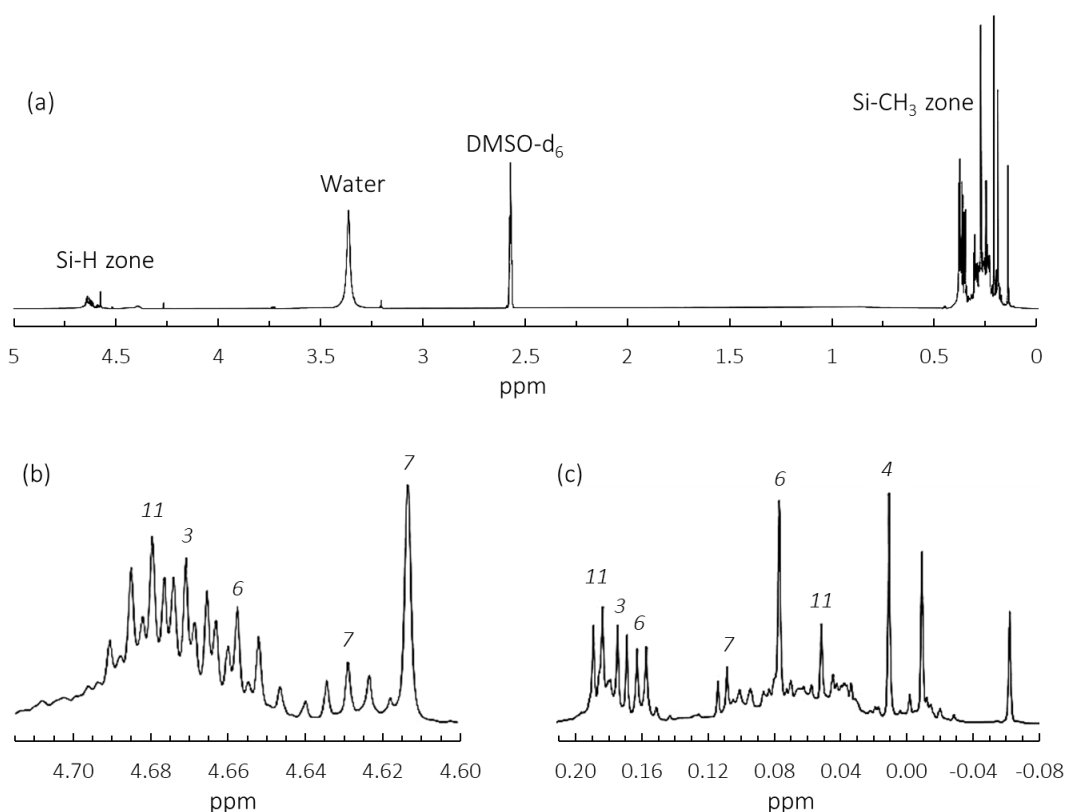 (a)
Si-CH3 zone
DMSO-d6
Water
Si-H zone
5 4.5 4 3.5 3 2.5 2 1.5 1 0.5 0
ppm
(b)
7
11
3
6
7
4.70 4.68 4.66 4.64 4.62 4.60
ppm
(c)
4
6
11
3
11
6
7
0.20 0.16 0.12 0.08 0.04 0.00 -0.04 -0.08
ppm